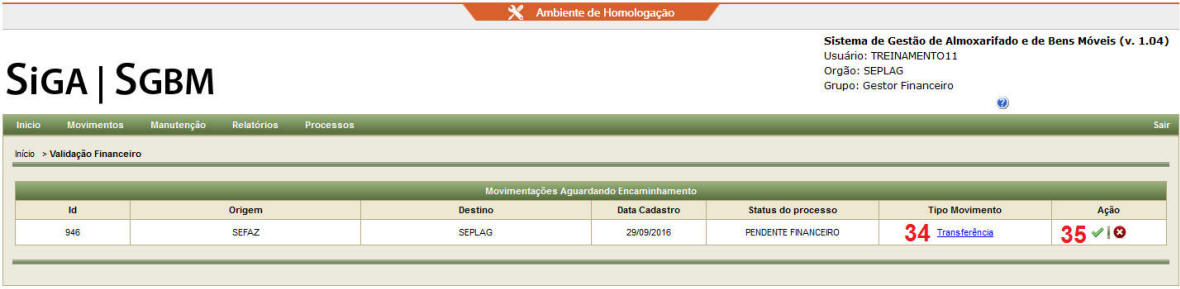 Ambiente de Homologação
Sistema de Gestão de Almoxarifado e de Bens Móveis (v. 1.04)
Usuário: TREINAMENTO11
Orgão: SEPLAG
Grupo: Gestor Financeiro
SIGA | SGBM
?
Inicio Movimentos Manutenção Relatórios Processos Sair
Início > Validação Financeiro
Movimentações Aguardando Encaminhamento
Id Origem Destino Data Cadastro Status do processo Tipo Movimento Ação
946 SEFAZ SEPLAG 29/09/2016 PENDENTE FINANCEIRO 34 Transferência 35